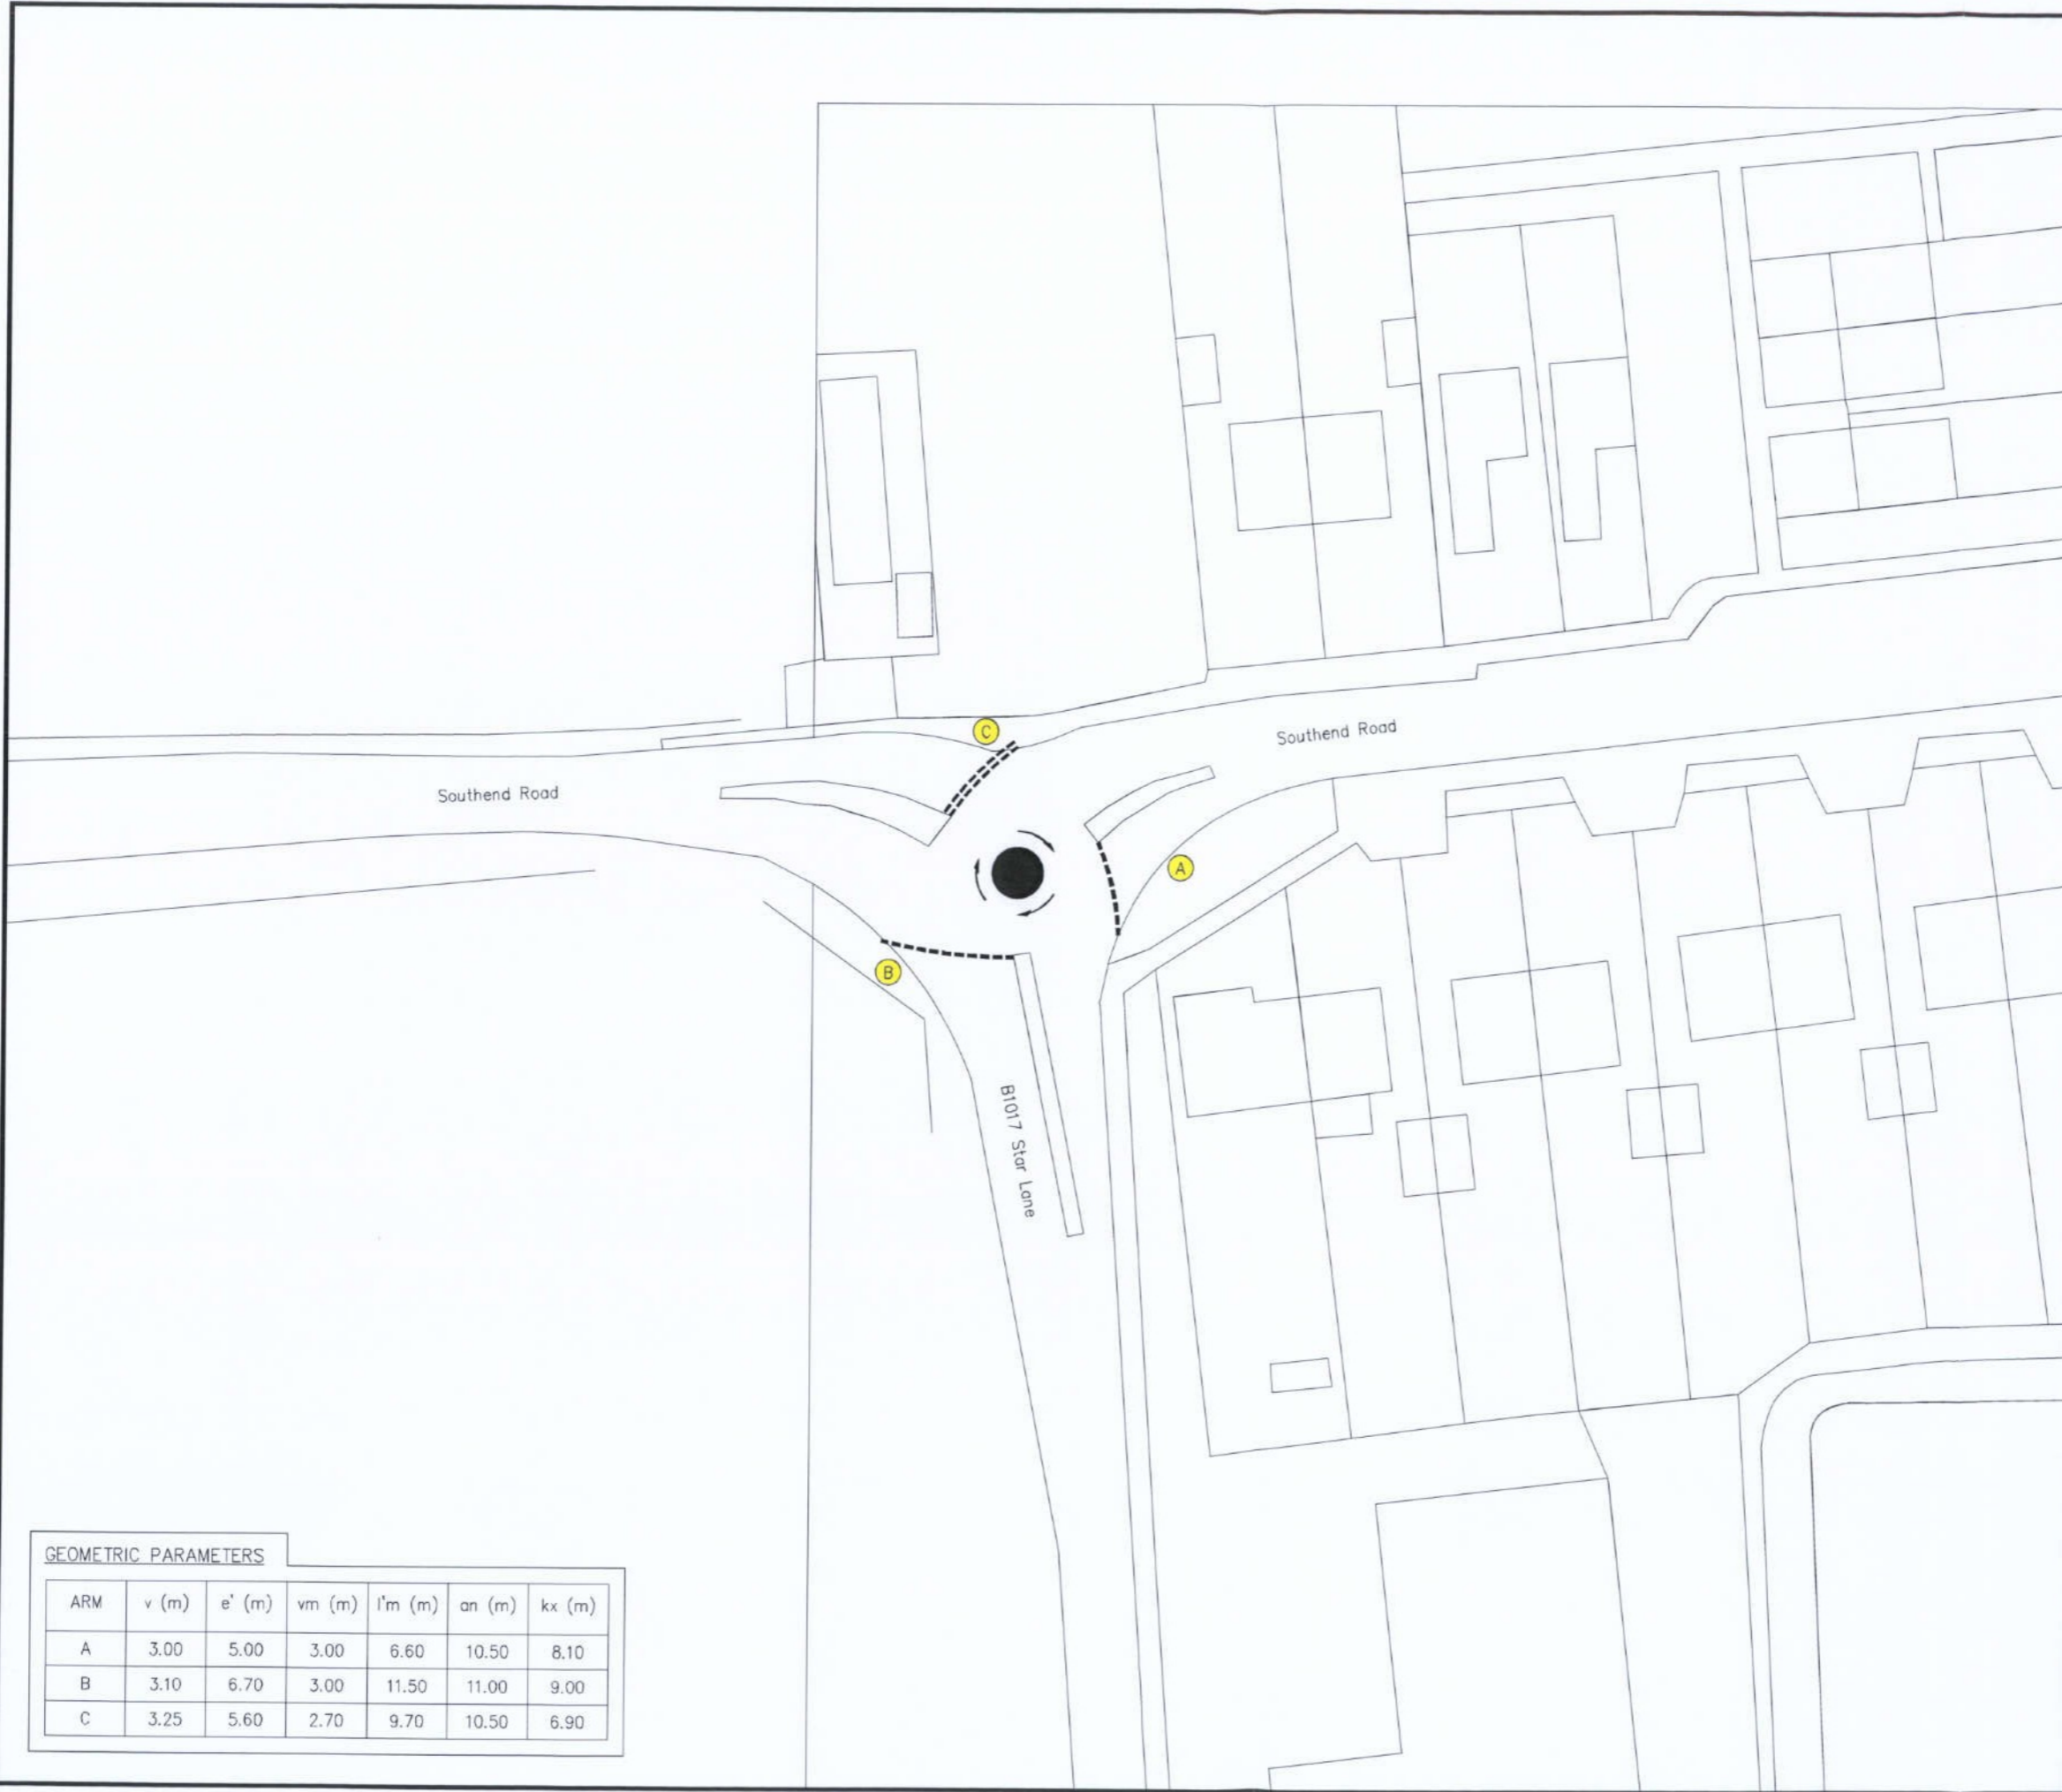 C
Southend Road
Southend Road
A
B
B1017 Star Lane
GEOMETRIC PARAMETERS
ARM v (m) e' (m) vm (m) l'm (m) an (m) kx (m)
A 3.00 5.00 3.00 6.60 10.50 8.10
B 3.10 6.70 3.00 11.50 11.00 9.00
C 3.25 5.60 2.70 9.70 10.50 6.90